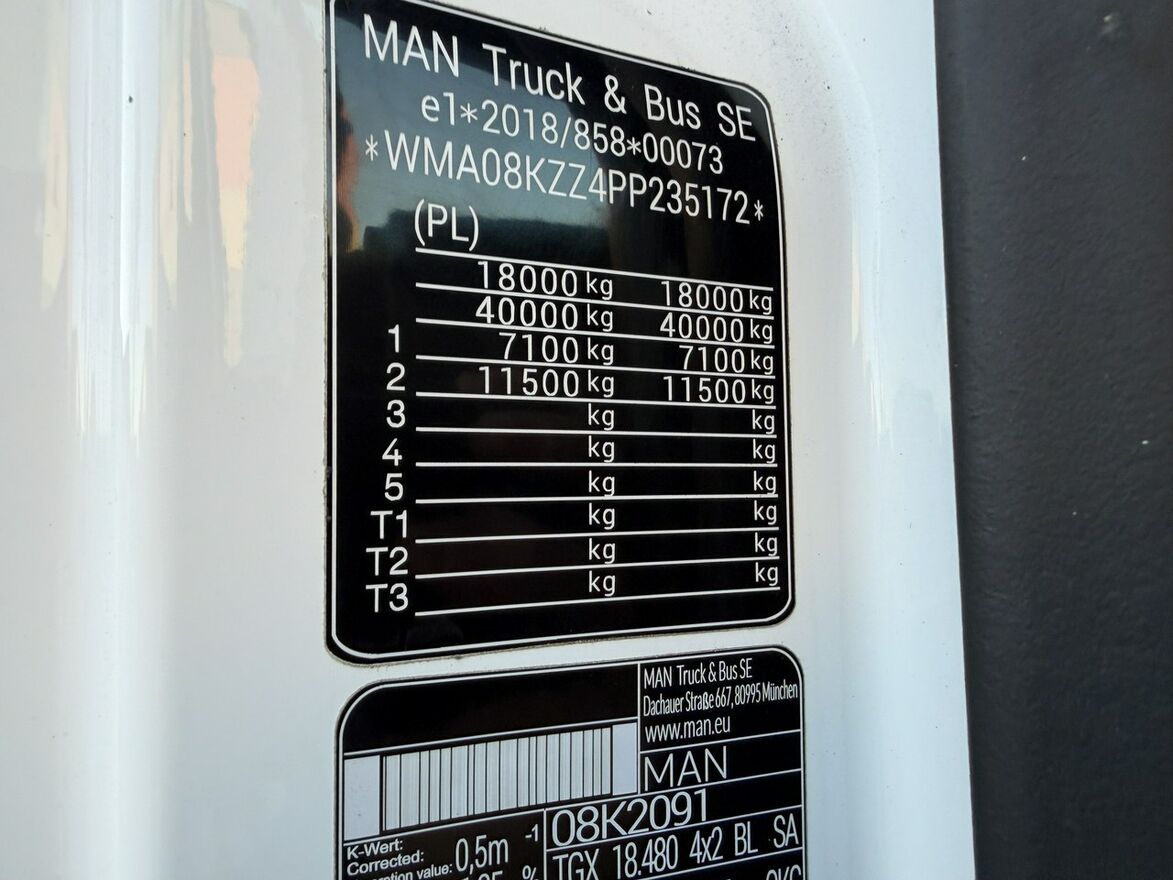 MAN Truck & Bus SE
e1*2018/858*00073
*WMA08KZZ4PP235172*
(PL)
18000 kg 18000 kg
40000 kg 40000 kg
1 7100 kg 7100 kg
2 11500 kg 11500 kg
3 kg kg
4 kg kg
5 kg kg
T1 kg kg
T2 kg kg
T3 kg kg
MAN Truck & Bus SE
Dachauer Straße 667, 80995 München
www.man.eu
MAN
08K2091
K-Wert:
Corrected: 0,5m -1
value:
TGX 18.480 4x2 BL SA
%